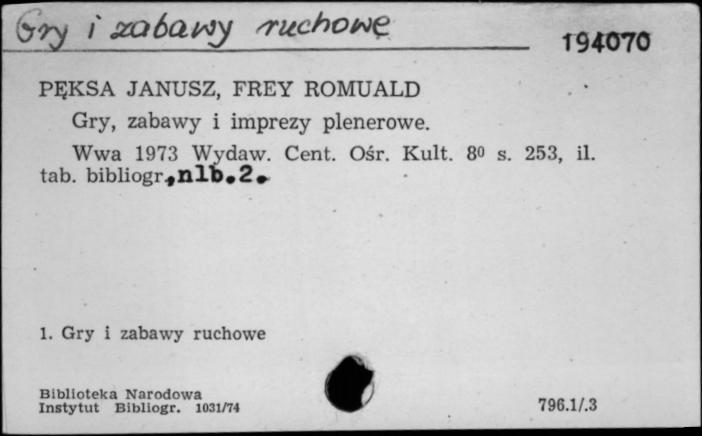 Gry i zabawy ruchowe
194070
PĘKSA JANUSZ, FREY ROMUALD
Gry, zabawy i imprezy plenerowe.
Wwa 1973 Wydaw. Cent. Ośr. Kult. 8⁰ s. 253, il.
tab. bibliogr.,nlb.2.
1. Gry i zabawy ruchowe
Biblioteka Narodowa
Instytut Bibliogr. 1031/74
796.1/.3